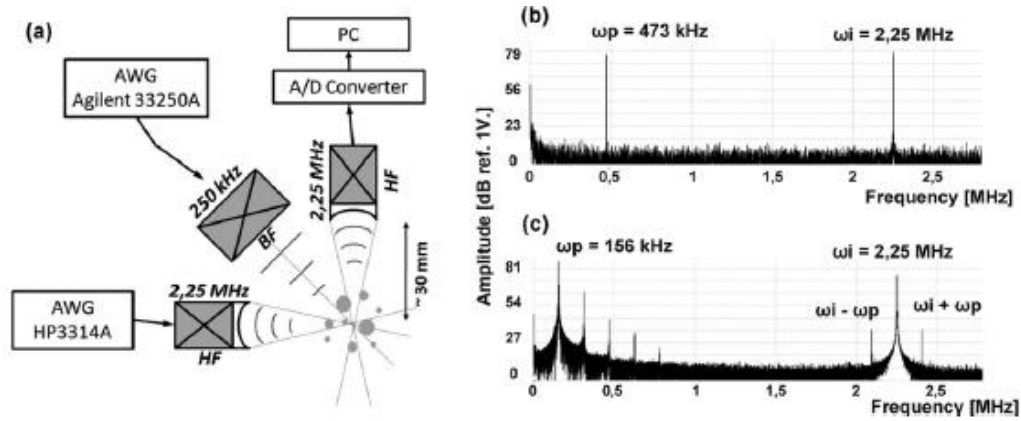 (a)
PC
A/D Converter
AWG
Agilent 33250A
250 kHz
BF
2,25 MHz
HF
~30 mm
2,25 MHz
HF
AWG
HP3314A
(b)
ωp = 473 kHz
ωi = 2,25 MHz
79
56
23
0
0
0,5
1
1,5
2
2,5
Frequency [MHz]
Amplitude [dB ref. 1V.]
(c)
ωp = 156 kHz
ωi = 2,25 MHz
ωi - ωp
ωi + ωp
81
54
27
0
0
0,5
1
1,5
2
2,5
Frequency [MHz]